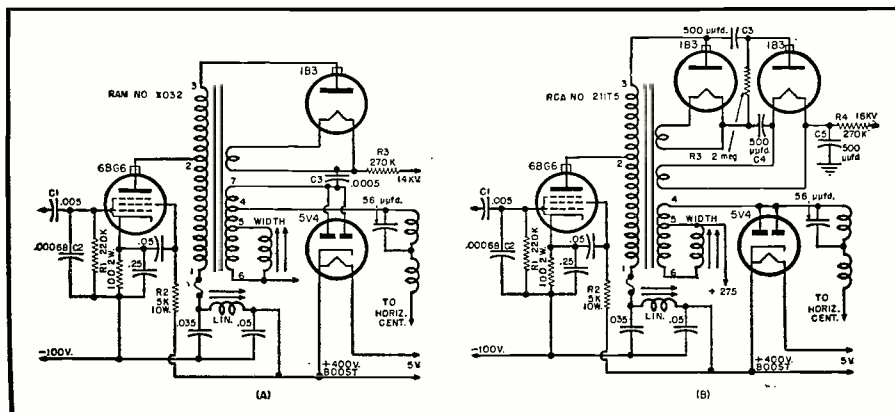 1B3
3
RAM NO X032
2
7
4
5
6
1
6BG6
C1
.005
.00068
C2
R1 220K
100 2W.
.05
.25
R2
5K
10W.
WIDTH
C3
.0005
R3
270K
14KV.
56 μμfd.
5V4
TO
HORIZ.
CENT.
.035
LIN.
.05
-100V.
+400V.
BOOST
5V.
(A)
500
μμfd.
C3
1B3
1B3
3
RCA NO 211T5
2
4
5
6
1
6BG6
C1
.005
.00068
C2
R1 220K
100 2W.
.05
.25
R2
5K
10W.
R3 2 meg.
500
μμfd.
C4
R4 16KV
270K
C5
500
μμfd
WIDTH
+ 275
56 μμfd.
5V4
TO
HORIZ.
CENT.
.035
LIN.
.05
-100V.
+400V.
BOOST
5V.
(B)